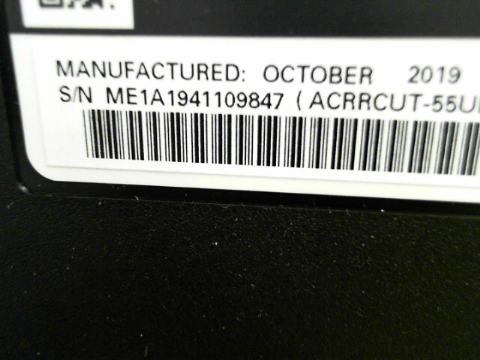 MANUFACTURED: OCTOBER 2019
S/N ME1A1941109847 ( ACRRCUT-55U